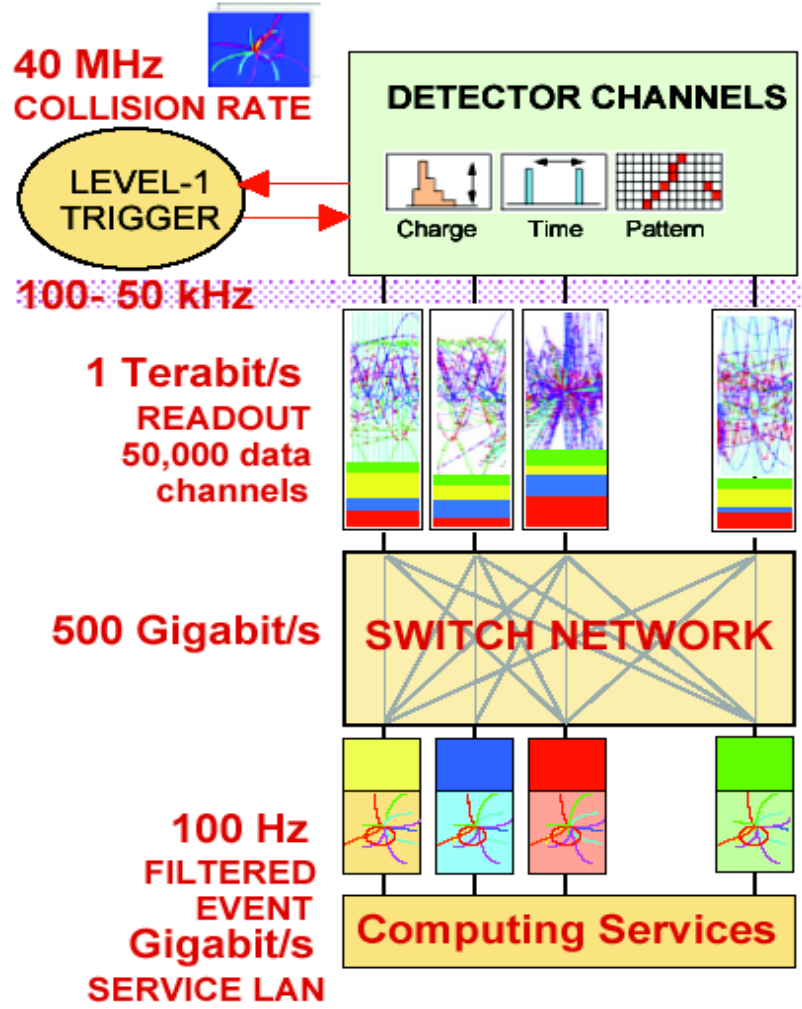 40 MHz
COLLISION RATE
DETECTOR CHANNELS
LEVEL-1
TRIGGER
Charge
Time
Pattern
100- 50 kHz
1 Terabit/s
READOUT
50,000 data
channels
500 Gigabit/s
SWITCH NETWORK
100 Hz
FILTERED
EVENT
Gigabit/s
SERVICE LAN
Computing Services